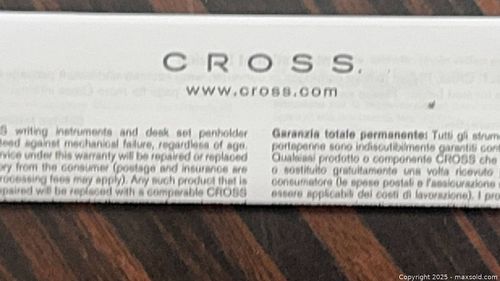 CROSS.
www.cross.com
S writing instruments and desk set penholder
eed against mechanical failure, regardless of age.
rvice under this warranty will be repaired or replaced
ory from the consumer (postage and insurance are
rocessing fees may apply). Any such product that is
paired will be replaced with a comparable CROSS
Garanzia totale permanente: Tutti gli strum
portapenne sono indiscutibilmente garantiti cont
Qualsiasi prodotto o componente CROSS che
o sostituito gratuitamente una volta ricevuto
consumatore (le spese postali e l'assicurazione
essere applicabili dei costi di lavorazione). I pro
Copyright © 2025 - maxsold.com